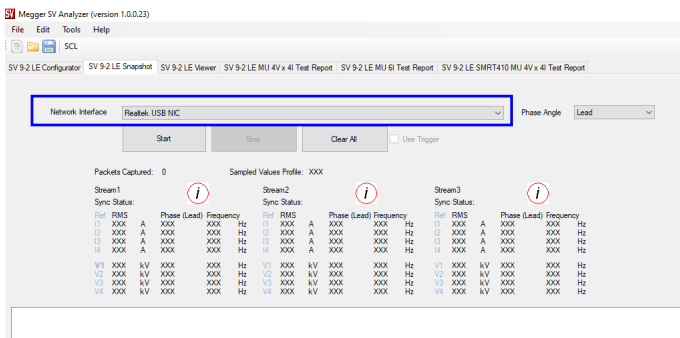 SV Megger SV Analyzer (version 1.0.0.23)
File Edit Tools Help
SCL
SV 9-2 LE Configurator SV 9-2 LE Snapshot SV 9-2 LE Viewer SV 9-2 LE MU 4V x 4I Test Report SV 9-2 LE MU 6I Test Report SV 9-2 LE SMRT410 MU 4V x 4I Test Report
Network Interface Realtek USB NIC Phase Angle Lead
Start Stop Clear All Use Trigger
Packets Captured: 0 Sampled Values Profile: XXX
Stream1 i Stream2 i Stream3 i
Sync Status: Sync Status: Sync Status:
Ref RMS Phase (Lead) Frequency Ref RMS Phase (Lead) Frequency Ref RMS Phase (Lead) Frequency
I1 XXX A XXX XXX Hz I1 XXX A XXX XXX Hz I1 XXX A XXX XXX Hz
I2 XXX A XXX XXX Hz I2 XXX A XXX XXX Hz I2 XXX A XXX XXX Hz
I3 XXX A XXX XXX Hz I3 XXX A XXX XXX Hz I3 XXX A XXX XXX Hz
I4 XXX A XXX XXX Hz I4 XXX A XXX XXX Hz I4 XXX A XXX XXX Hz
V1 XXX kV XXX XXX Hz V1 XXX kV XXX XXX Hz V1 XXX kV XXX XXX Hz
V2 XXX kV XXX XXX Hz V2 XXX kV XXX XXX Hz V2 XXX kV XXX XXX Hz
V3 XXX kV XXX XXX Hz V3 XXX kV XXX XXX Hz V3 XXX kV XXX XXX Hz
V4 XXX kV XXX XXX Hz V4 XXX kV XXX XXX Hz V4 XXX kV XXX XXX Hz